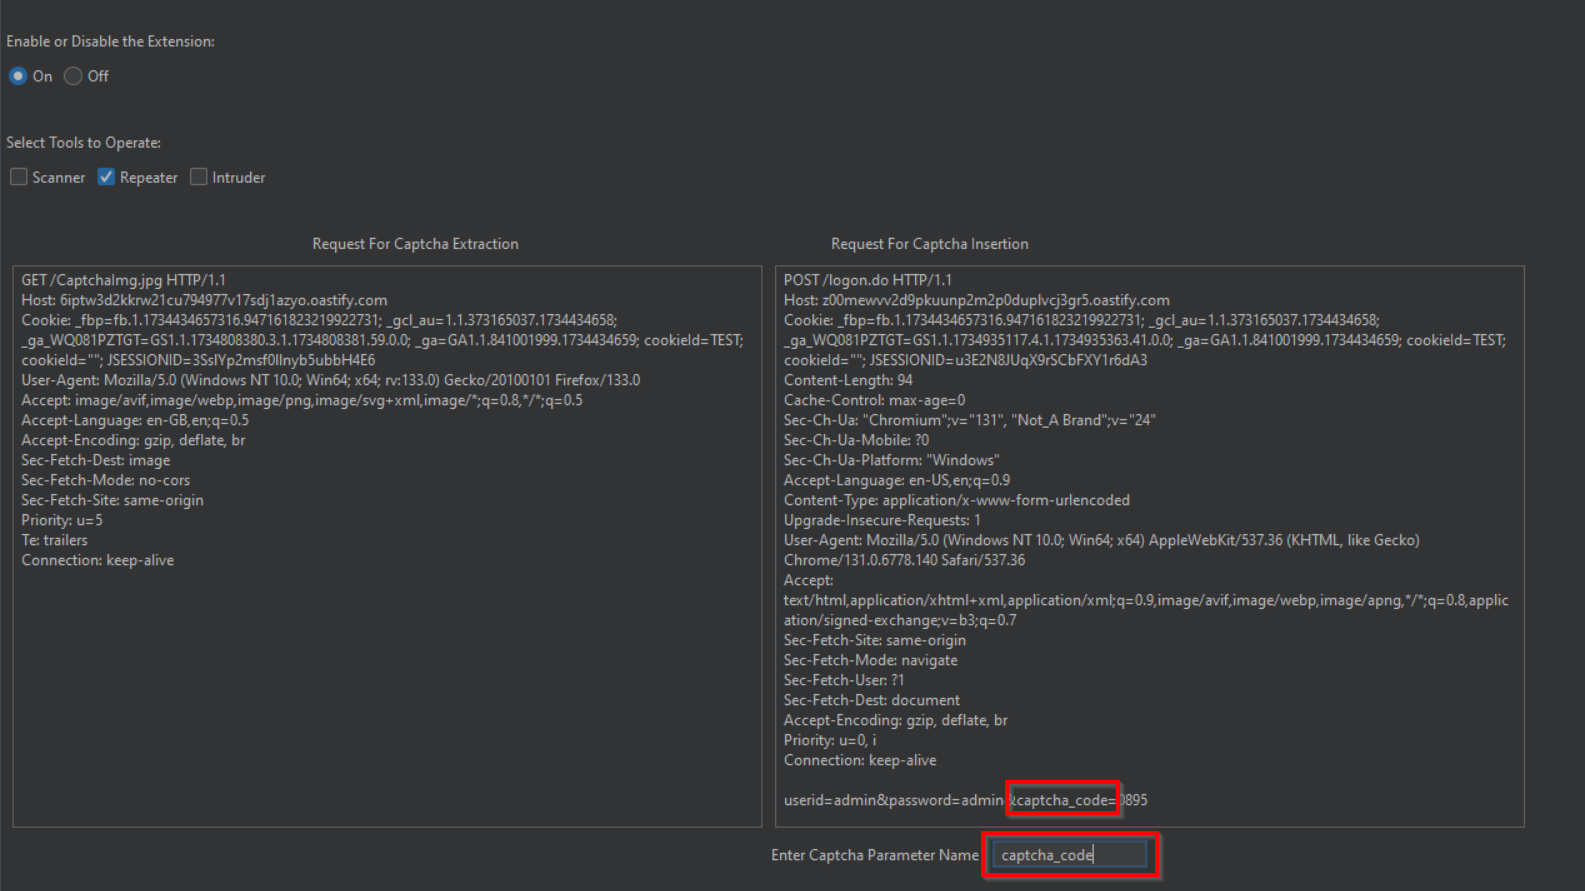 Enable or Disable the Extension:
On Off
Select Tools to Operate:
Scanner Repeater Intruder
Request For Captcha Extraction
GET /CaptchaImg.jpg HTTP/1.1
Host: 6iptw3d2kkrw21cu794977v17sdj1azyo.oastify.com
Cookie: _fbp=fb.1.1734434657316.947161823219922731; _gcl_au=1.1.373165037.1734434658;
_ga_WQ081PZTGT=GS1.1.1734808380.3.1.1734808381.59.0.0; _ga=GA1.1.841001999.1734434659; cookieId=TEST;
cookieId=""; JSESSIONID=3SslYp2msf0Ilnyb5ubbH4E6
User-Agent: Mozilla/5.0 (Windows NT 10.0; Win64; x64; rv:133.0) Gecko/20100101 Firefox/133.0
Accept: image/avif,image/webp,image/png,image/svg+xml,image/*;q=0.8,*/*;q=0.5
Accept-Language: en-GB,en;q=0.5
Accept-Encoding: gzip, deflate, br
Sec-Fetch-Dest: image
Sec-Fetch-Mode: no-cors
Sec-Fetch-Site: same-origin
Priority: u=5
Te: trailers
Connection: keep-alive
Request For Captcha Insertion
POST /logon.do HTTP/1.1
Host: z00mewvv2d9pkuunp2m2p0duplvcj3gr5.oastify.com
Cookie: _fbp=fb.1.1734434657316.947161823219922731; _gcl_au=1.1.373165037.1734434658;
_ga_WQ081PZTGT=GS1.1.1734935117.4.1.1734935363.41.0.0; _ga=GA1.1.841001999.1734434659; cookieId=TEST;
cookieId=""; JSESSIONID=u3E2N8JUqX9rSCbFXY1r6dA3
Content-Length: 94
Cache-Control: max-age=0
Sec-Ch-Ua: "Chromium";v="131", "Not_A Brand";v="24"
Sec-Ch-Ua-Mobile: ?0
Sec-Ch-Ua-Platform: "Windows"
Accept-Language: en-US,en;q=0.9
Content-Type: application/x-www-form-urlencoded
Upgrade-Insecure-Requests: 1
User-Agent: Mozilla/5.0 (Windows NT 10.0; Win64; x64) AppleWebKit/537.36 (KHTML, like Gecko)
Chrome/131.0.6778.140 Safari/537.36
Accept:
text/html,application/xhtml+xml,application/xml;q=0.9,image/avif,image/webp,image/apng,*/*;q=0.8,applic
ation/signed-exchange;v=b3;q=0.7
Sec-Fetch-Site: same-origin
Sec-Fetch-Mode: navigate
Sec-Fetch-User: ?1
Sec-Fetch-Dest: document
Accept-Encoding: gzip, deflate, br
Priority: u=0, i
Connection: keep-alive
userid=admin&password=admin&captcha_code=0895
Enter Captcha Parameter Name captcha_code